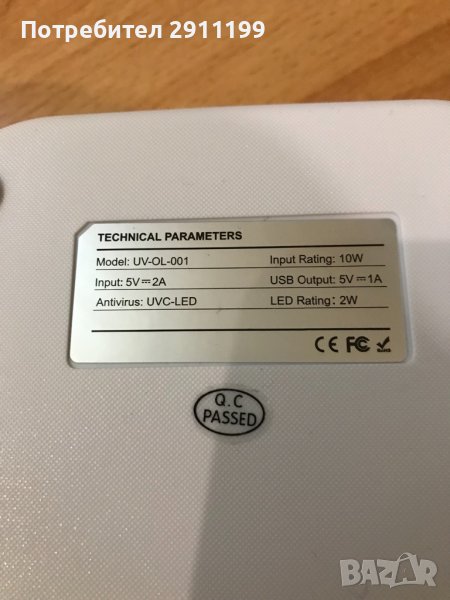 Потребител 2911199
TECHNICAL PARAMETERS
Model: UV-OL-001 Input Rating: 10W
Input: 5V⎓2A USB Output: 5V⎓1A
Antivirus: UVC-LED LED Rating: 2W
CE FC
Q.C
PASSED
BAZAR